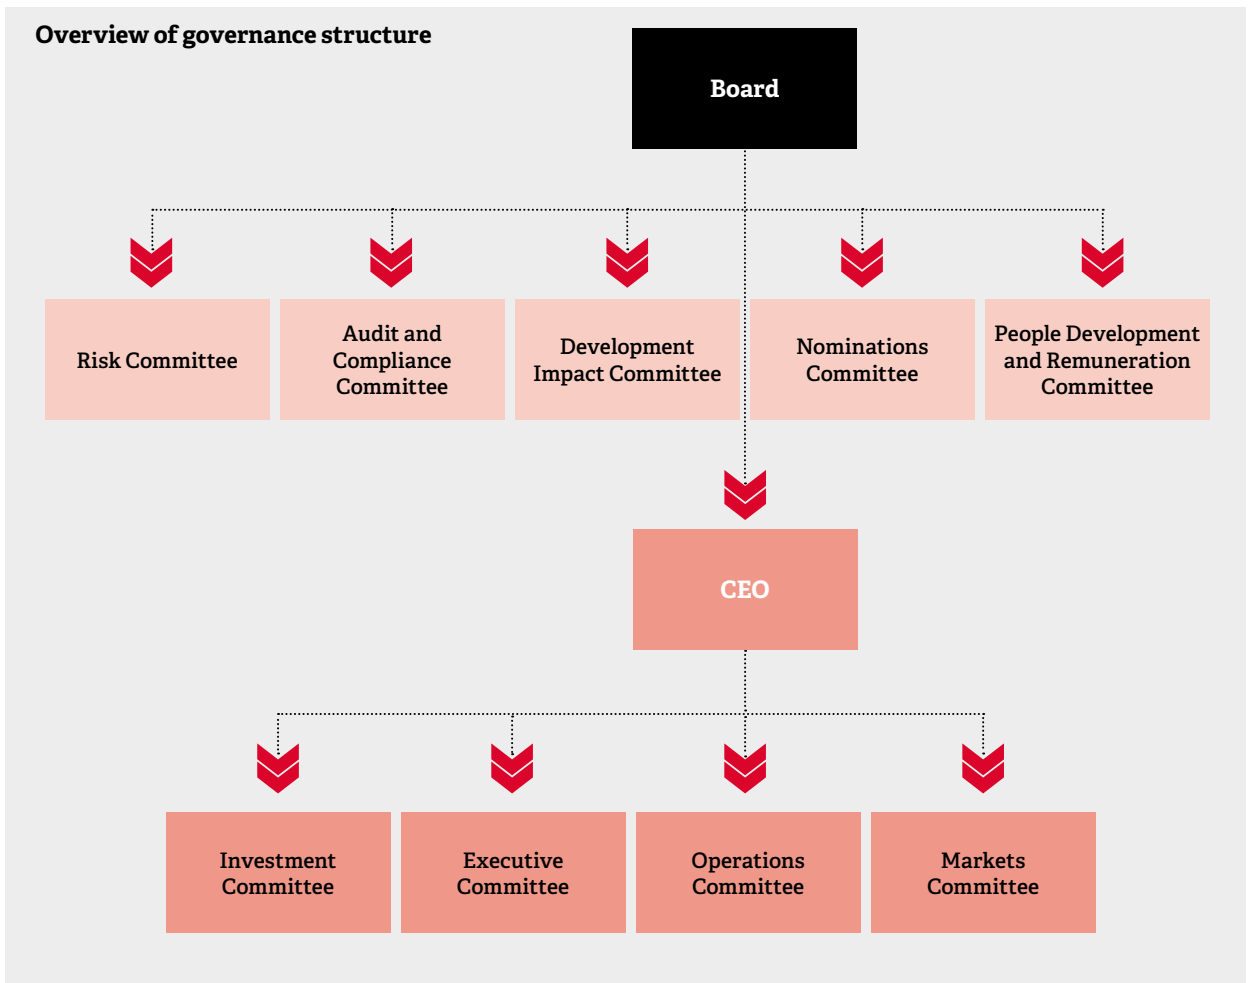 Overview of governance structure
Board
Risk Committee
Audit and
Compliance
Committee
Development
Impact Committee
Nominations
Committee
People Development
and Remuneration
Committee
CEO
Investment
Committee
Executive
Committee
Operations
Committee
Markets
Committee